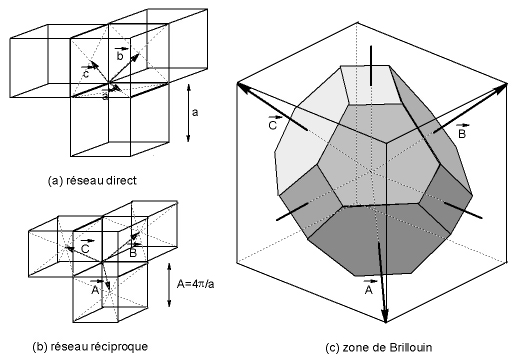 b
c
a
a
(a) réseau direct
C
B
A
A=4π/a
(b) réseau réciproque
C
B
A
(c) zone de Brillouin